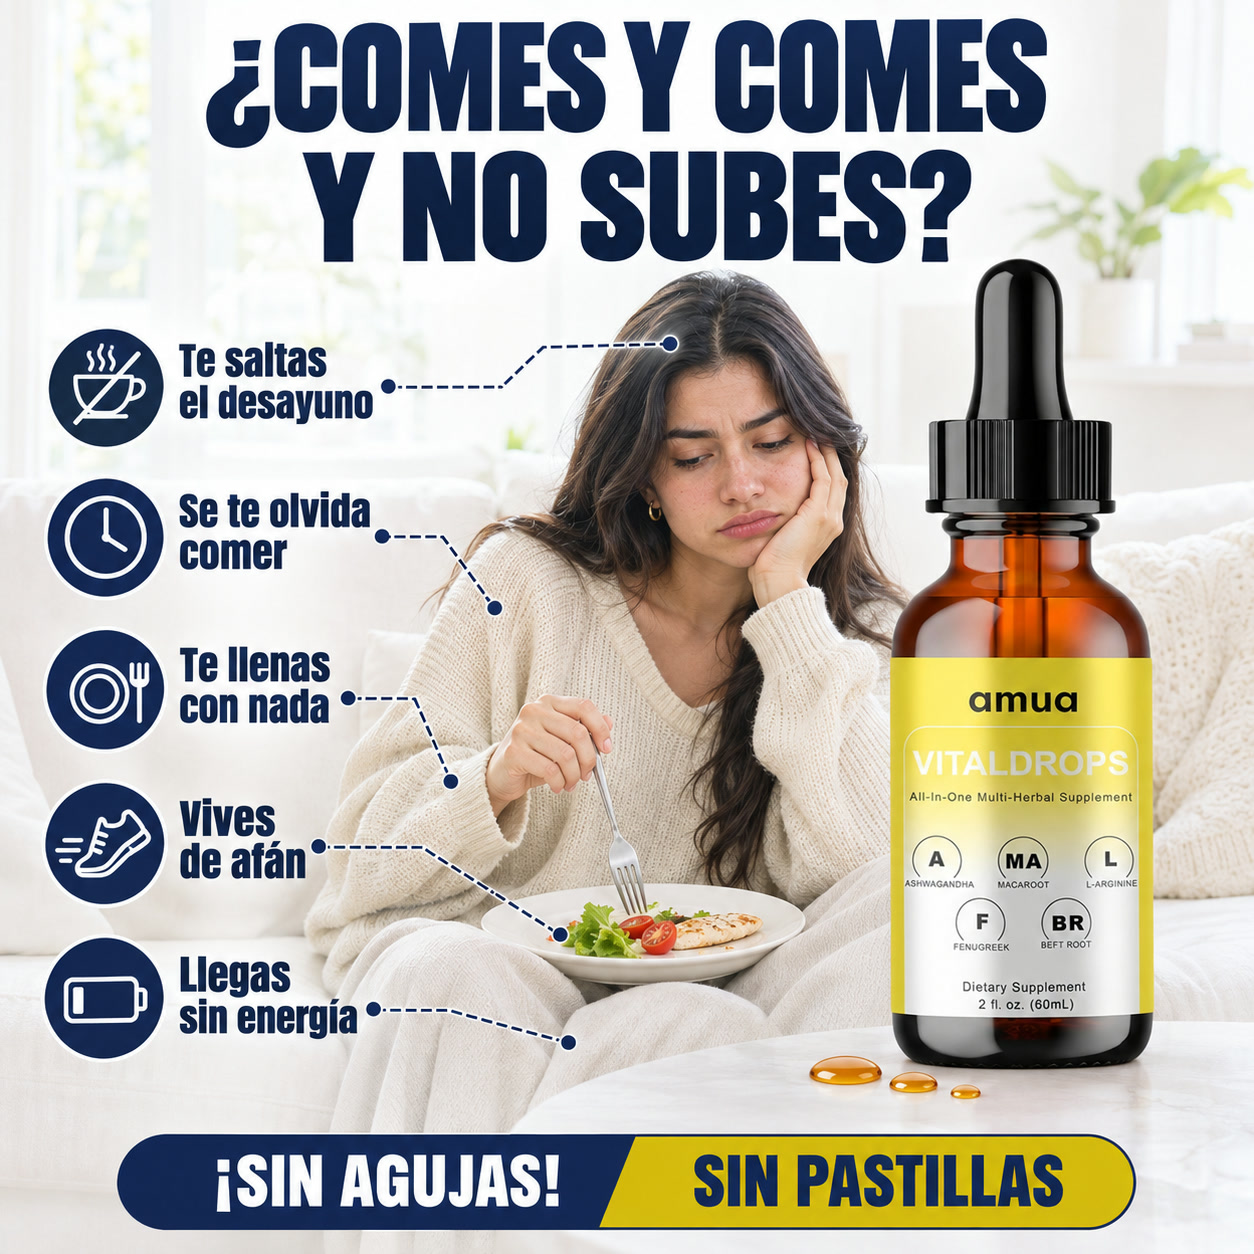 ¿COMES Y COMES
Y NO SUBES?
Te saltas
el desayuno
Se te olvida
comer
Te llenas
con nada
Vives
de afán
Llegas
sin energía
amua
VITALDROPS
All-In-One Multi-Herbal Supplement
A
ASHWAGANDHA
MA
MACAROOT
L
L-ARGININE
F
FENUGREEK
BR
BEFT ROOT
Dietary Supplement
2 fl. oz. (60mL)
¡SIN AGUJAS!
SIN PASTILLAS